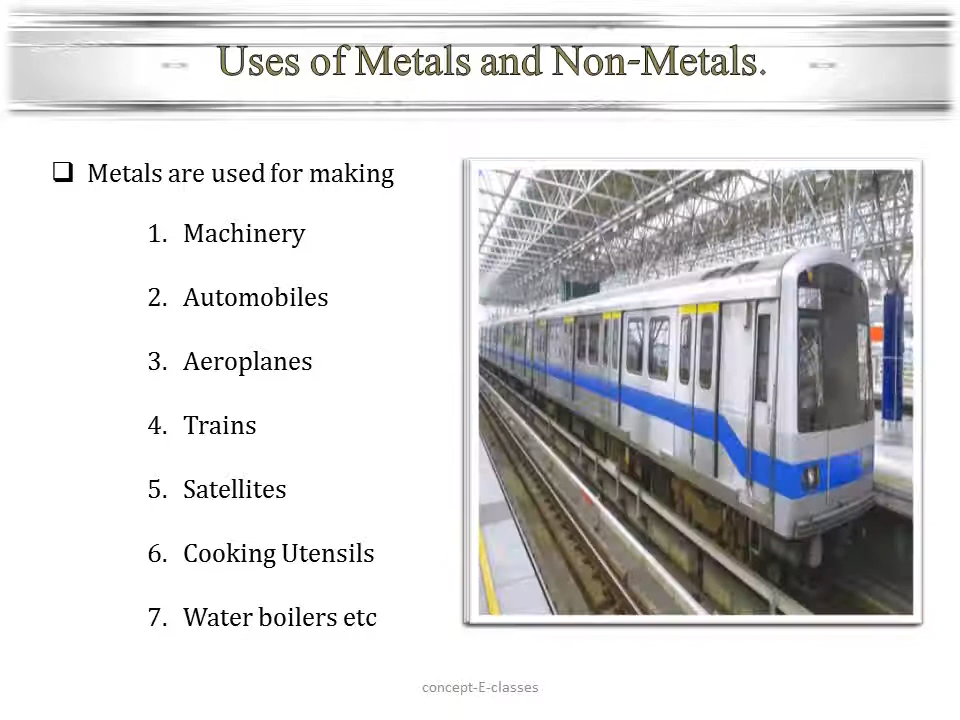 Uses of Metals and Non-Metals.
❑ Metals are used for making
1. Machinery
2. Automobiles
3. Aeroplanes
4. Trains
5. Satellites
6. Cooking Utensils
7. Water boilers etc
concept-E-classes